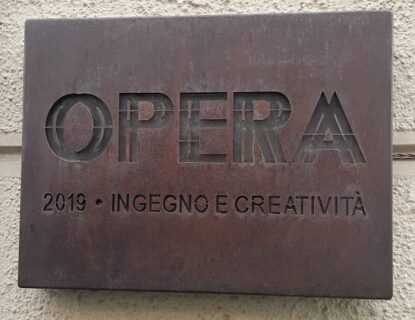 OPERA
2019 • INGEGNO E CREATIVITÀ